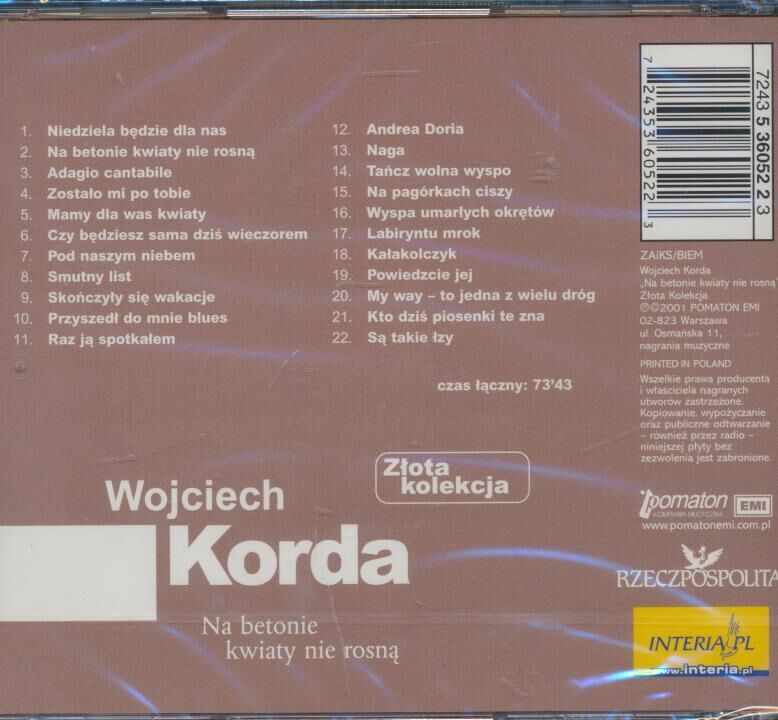 1. Niedziela będzie dla nas
2. Na betonie kwiaty nie rosną
3. Adagio cantabile
4. Zostało mi po tobie
5. Mamy dla was kwiaty
6. Czy będziesz sama dziś wieczorem
7. Pod naszym niebem
8. Smutny list
9. Skończyły się wakacje
10. Przyszedł do mnie blues
11. Raz ją spotkałem
12. Andrea Doria
13. Naga
14. Tańcz wolna wyspo
15. Na pagórkach ciszy
16. Wyspa umarłych okrętów
17. Labiryntu mrok
18. Kałakolczyk
19. Powiedzcie jej
20. My way – to jedna z wielu dróg
21. Kto dziś piosenki te zna
22. Są takie łzy
czas łączny: 73'43
Złota
kolekcja
Wojciech
Korda
Na betonie
kwiaty nie rosną
7243 5 36052 2 3
7 24353 60522 3
ZAiKS/BIEM
Wojciech Korda
„Na betonie kwiaty nie rosną
Złota Kolekcja
℗©2001 POMATON EMI
02-823 Warszawa
ul. Osmańska 11,
nagrania muzyczne
PRINTED IN POLAND
Wszelkie prawa producenta
i właściciela nagranych
utworów zastrzeżone.
Kopiowanie, wypożyczanie
oraz publiczne odtwarzanie
– również przez radio –
niniejszej płyty bez
zezwolenia jest zabronione.
pomaton EMI
KOMPANIA MUZYCZNA
www.pomatonemi.com.pl
RZECZPOSPOLITA
INTERIA.PL
www.interia.pl